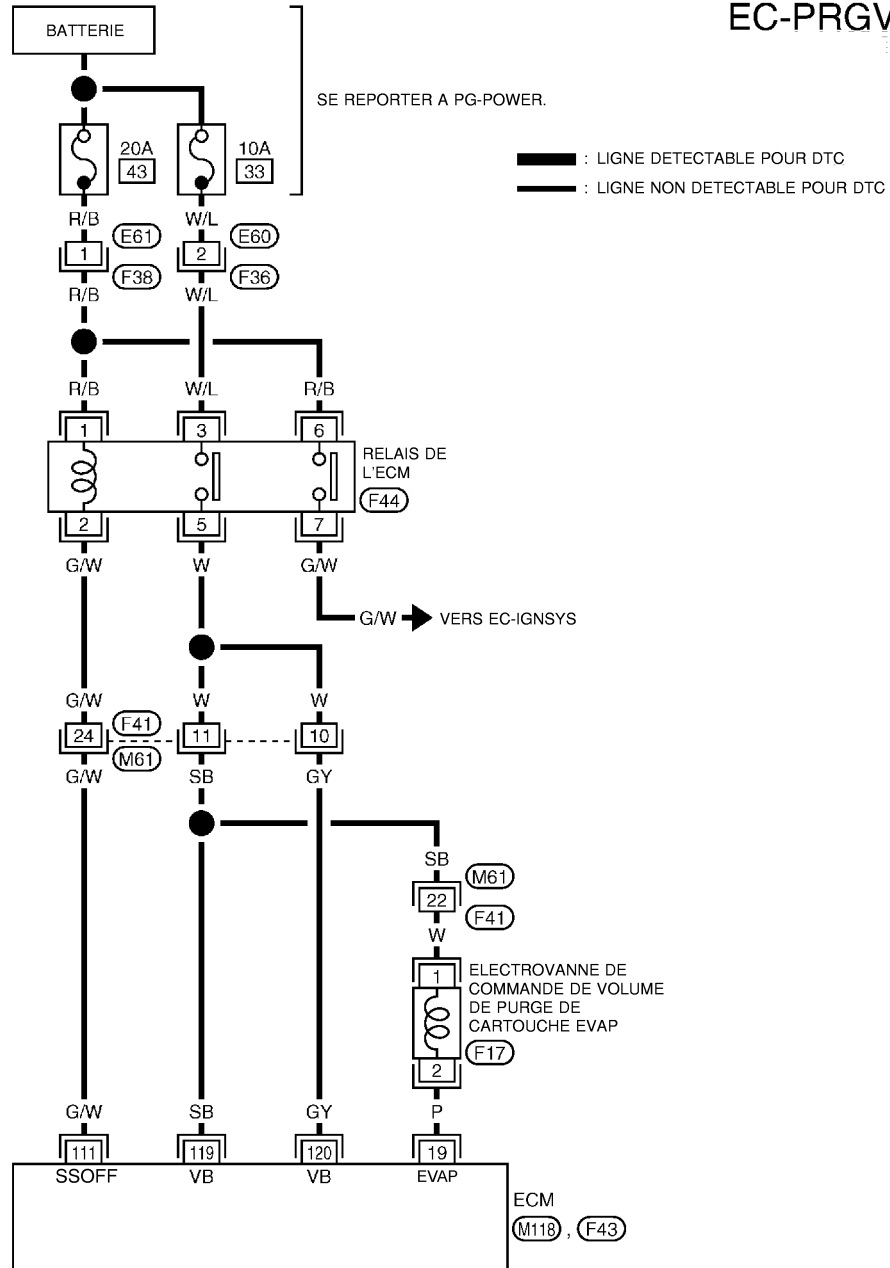 EC-PRGV
BATTERIE
SE REPORTER A PG-POWER.
: LIGNE DETECTABLE POUR DTC
: LIGNE NON DETECTABLE POUR DTC
20A
43
10A
33
R/B
W/L
1
E61
2
E60
F38
F36
R/B
W/L
R/B
W/L
R/B
1
3
6
RELAIS DE
L'ECM
F44
2
5
7
G/W
W
G/W
G/W
VERS EC-IGNSYS
G/W
W
W
24
F41
11
10
M61
G/W
SB
GY
SB
M61
22
F41
W
1
ELECTROVANNE DE
COMMANDE DE VOLUME
DE PURGE DE
CARTOUCHE EVAP
F17
2
G/W
SB
GY
P
111
119
120
19
SSOFF
VB
VB
EVAP
ECM
M118 , F43